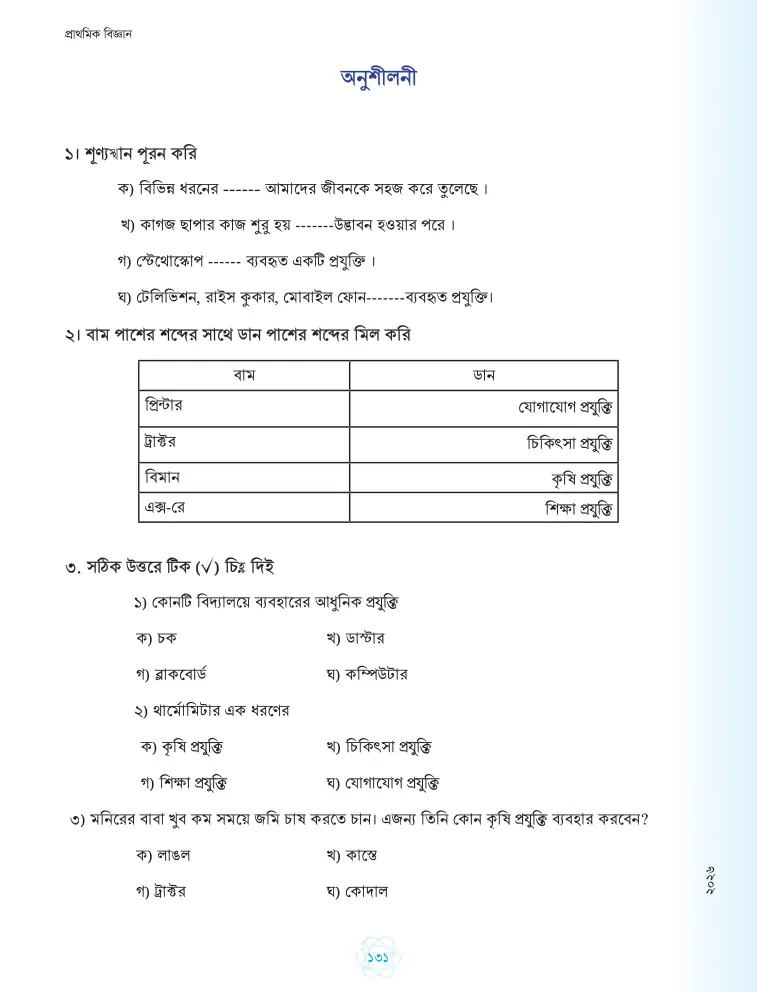 প্রাথমিক বিজ্ঞান
অনুশীলনী
১। শূণ্যস্থান পূরন করি
ক) বিভিন্ন ধরনের ------ আমাদের জীবনকে সহজ করে তুলেছে ।
খ) কাগজ ছাপার কাজ শুরু হয় -------উদ্ভাবন হওয়ার পরে ।
গ) স্টেথোস্কোপ ------ ব্যবহৃত একটি প্রযুক্তি ।
ঘ) টেলিভিশন, রাইস কুকার, মোবাইল ফোন-------ব্যবহৃত প্রযুক্তি।
২। বাম পাশের শব্দের সাথে ডান পাশের শব্দের মিল করি
বাম ডান
প্রিন্টার যোগাযোগ প্রযুক্তি
ট্রাক্টর চিকিৎসা প্রযুক্তি
বিমান কৃষি প্রযুক্তি
এক্স-রে শিক্ষা প্রযুক্তি
৩. সঠিক উত্তরে টিক (√) চিহ্ন দিই
১) কোনটি বিদ্যালয়ে ব্যবহারের আধুনিক প্রযুক্তি
ক) চক খ) ডাস্টার
গ) ব্লাকবোর্ড ঘ) কম্পিউটার
২) থার্মোমিটার এক ধরণের
ক) কৃষি প্রযুক্তি খ) চিকিৎসা প্রযুক্তি
গ) শিক্ষা প্রযুক্তি ঘ) যোগাযোগ প্রযুক্তি
৩) মনিরের বাবা খুব কম সময়ে জমি চাষ করতে চান। এজন্য তিনি কোন কৃষি প্রযুক্তি ব্যবহার করবেন?
ক) লাঙল খ) কাস্তে
গ) ট্রাক্টর ঘ) কোদাল
২০২৬
১৩১